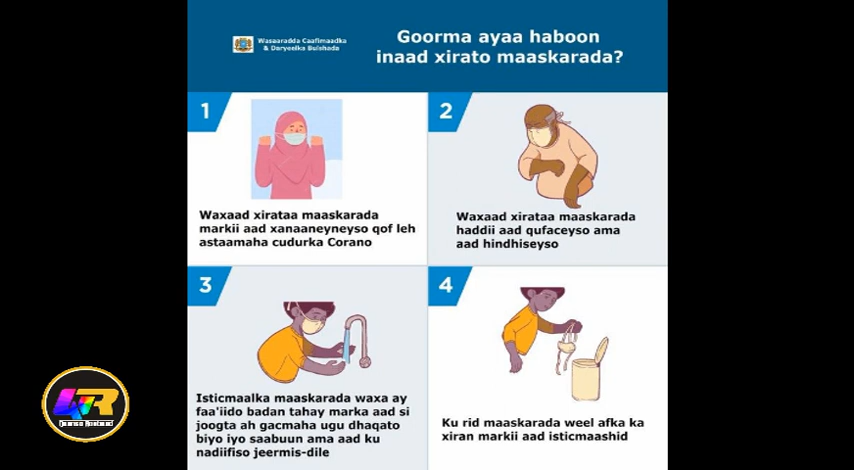 Wasaaradda Caafimaadka
& Daryeelka Bulshada
Goorma ayaa haboon
inaad xirato maaskarada?
1
Waxaad xirataa maaskarada
markii aad xanaaneyneyso qof leh
astaamaha cudurka Corano
2
Waxaad xirataa maaskarada
haddii aad qufaceyso ama
aad hindhiseyso
3
Isticmaalka maaskarada waxa ay
faa'iido badan tahay marka aad si
joogta ah gacmaha ugu dhaqato
biyo iyo saabuun ama aad ku
nadiifiso jeermis-dile
4
Ku rid maaskarada weel afka ka
xiran markii aad isticmaashid